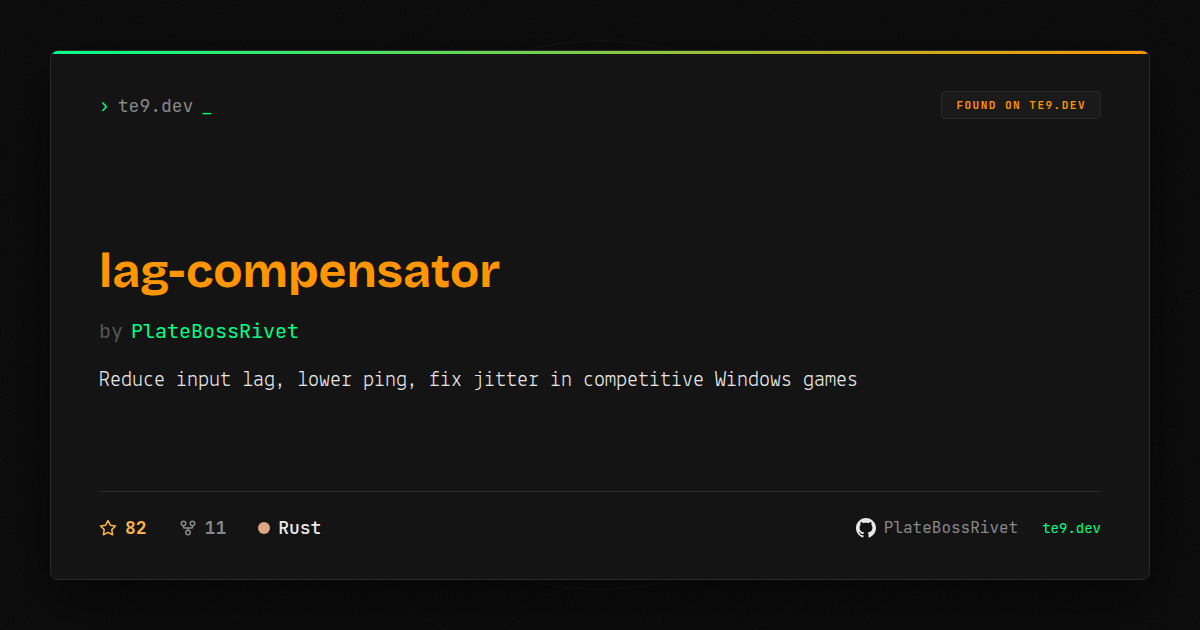 › te9.dev _
FOUND ON TE9.DEV
lag-compensator
by PlateBossRivet
Reduce input lag, lower ping, fix jitter in competitive Windows games
82 11 Rust
PlateBossRivet te9.dev